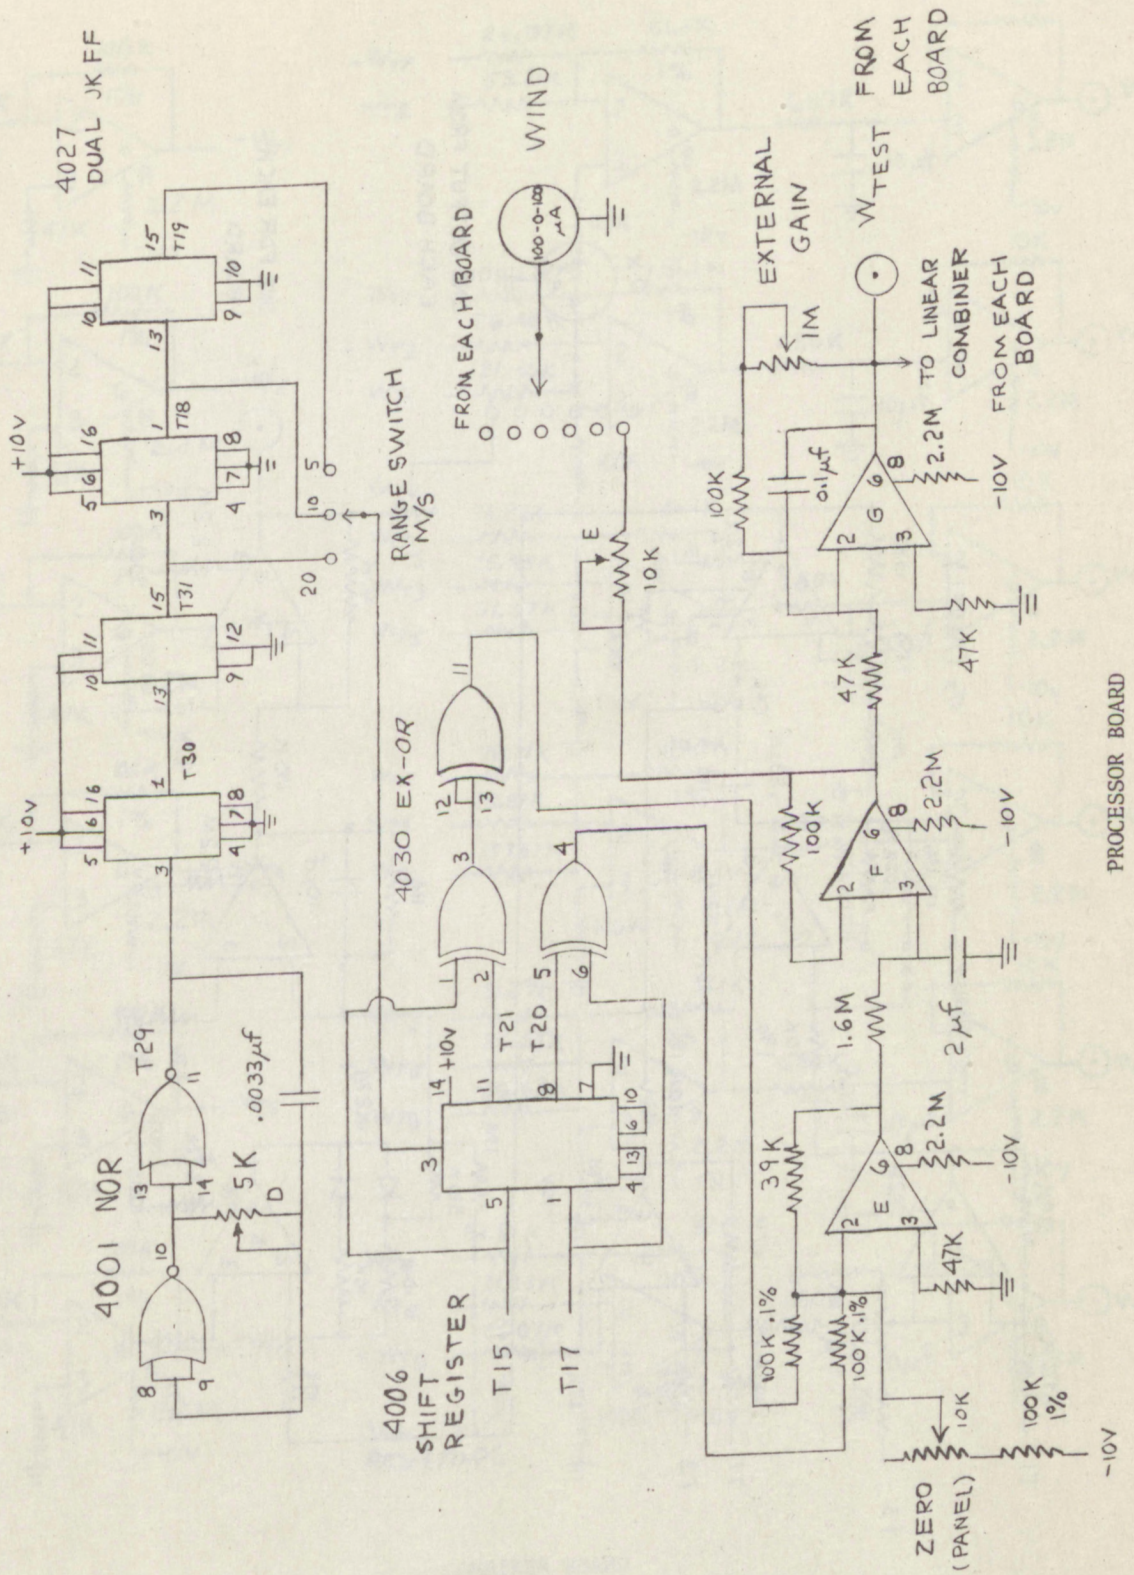 4001 NOR
8
9
10
13
14
11
T29
5K
D
.0033µf
+10V
5
6
16
3
1
T30
4
7
8
10
11
13
15
T31
9
12
+10V
5
6
16
3
1
T18
4
7
8
10
11
13
15
T19
9
10
4027
DUAL JKFF
20
10
5
RANGE SWITCH
M/S
4006
SHIFT
REGISTER
T15
T17
5
1
3
14
+10V
11
8
7
4
13
6
10
T21
T20
4030 EX-OR
1
2
3
5
6
4
12
13
11
FROM EACH BOARD
100-0-100
µA
WIND
E
10K
ZERO
(PANEL)
10K
100K
1%
-10V
100K .1%
100K .1%
39K
2
3
E
6
8
2.2M
-10V
47K
1.6M
2µf
100K
2
3
F
6
8
2.2M
-10V
47K
47K
100K
0.1µf
2
3
G
6
8
2.2M
-10V
EXTERNAL
GAIN
1M
TO LINEAR
COMBINER
FROM EACH
BOARD
W TEST
FROM
EACH
BOARD
PROCESSOR BOARD